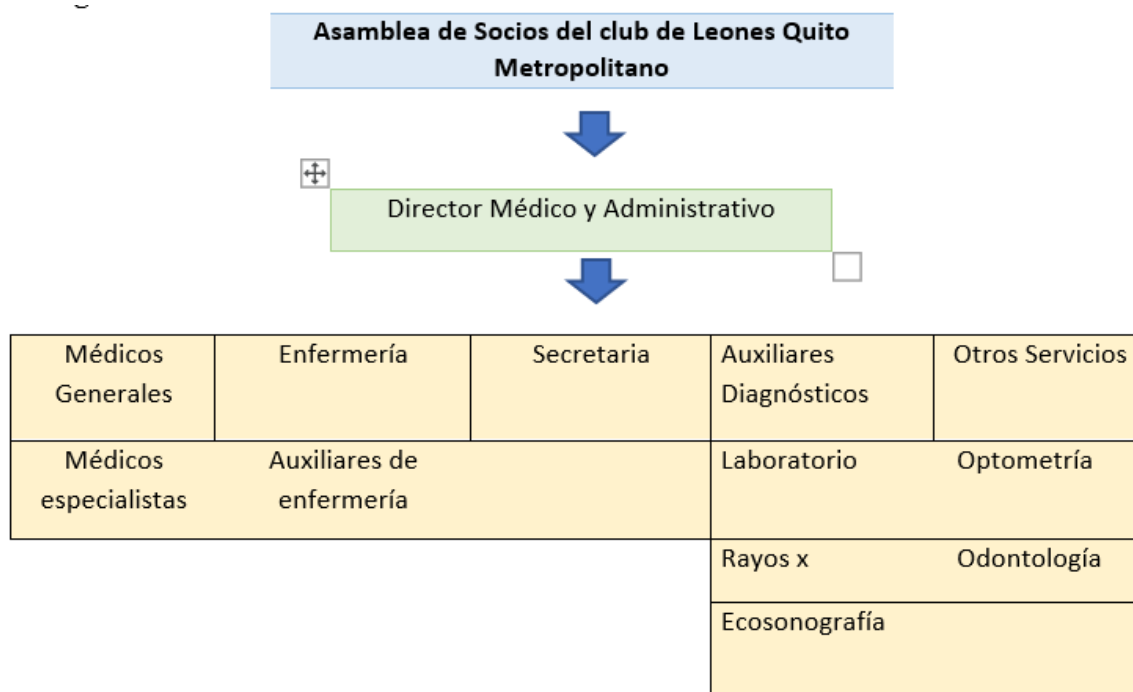 Asamblea de Socios del club de Leones Quito
Metropolitano
Director Médico y Administrativo
Médicos Enfermería Secretaria Auxiliares Otros Servicios
Generales Diagnósticos
Médicos Auxiliares de Laboratorio Optometría
especialistas enfermería
Rayos x Odontología
Ecosonografía